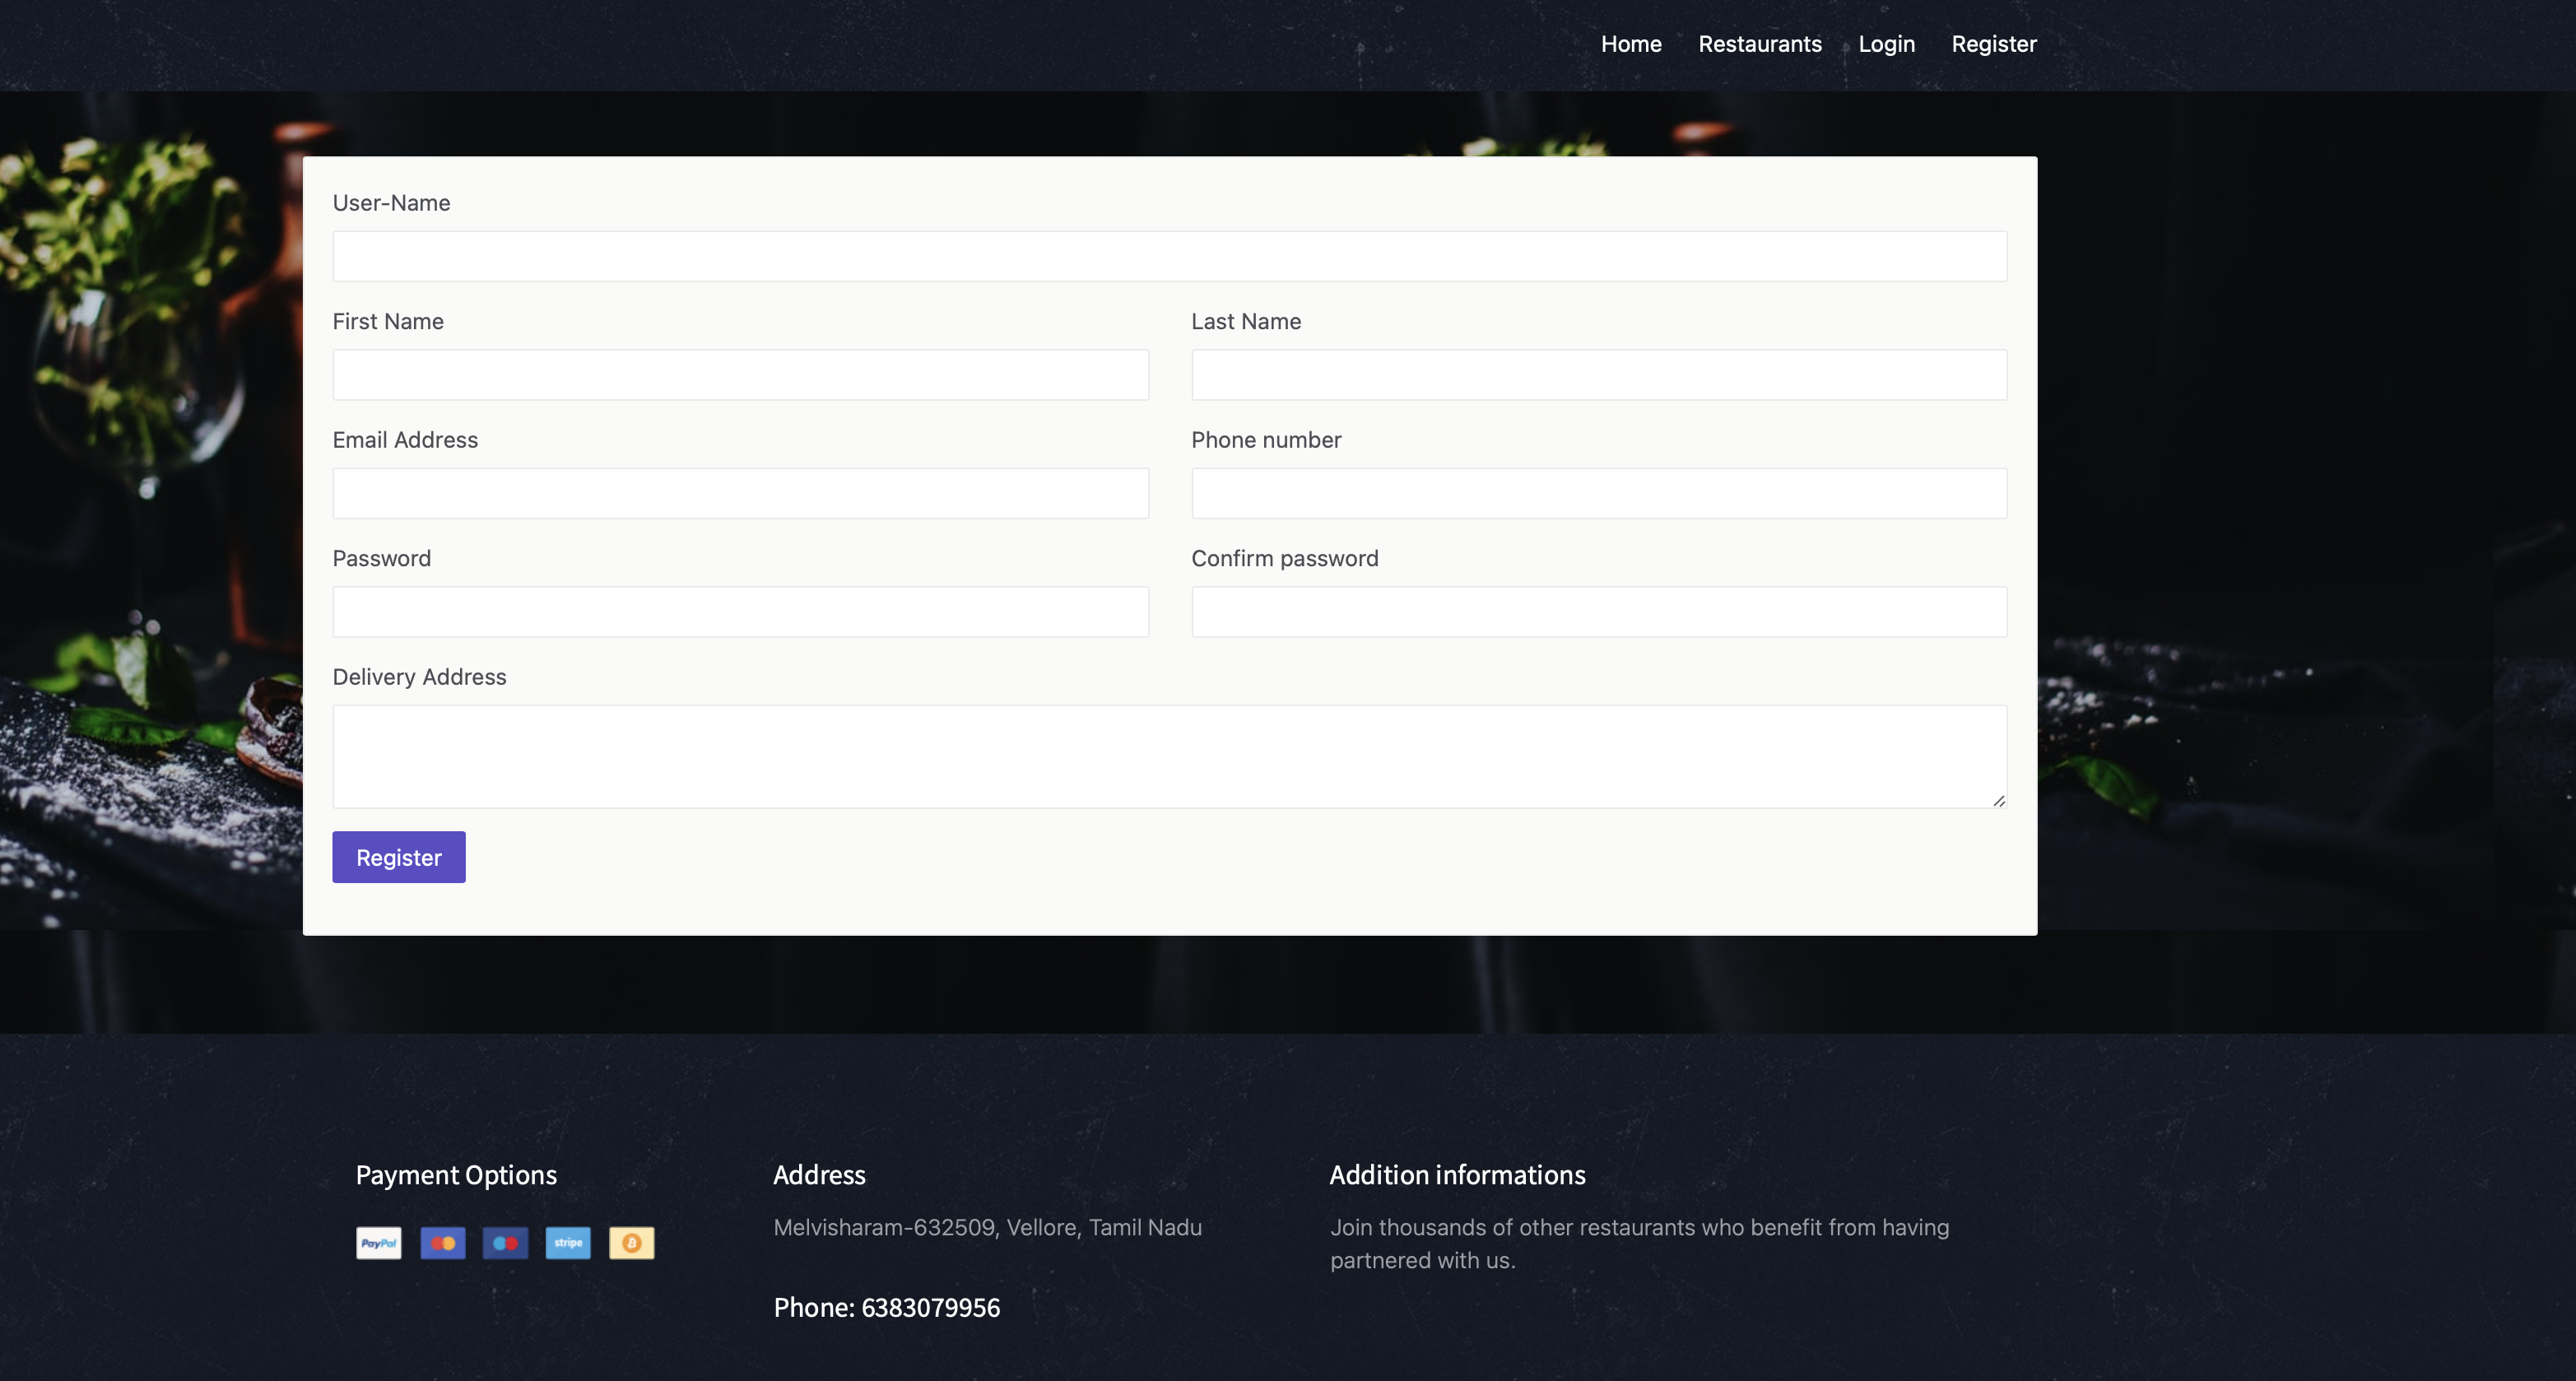 Home Restaurants Login Register
User-Name
First Name Last Name
Email Address Phone number
Password Confirm password
Delivery Address
Register
Payment Options Address Addition informations
PayPal stripe
Melvisharam-632509, Vellore, Tamil Nadu
Join thousands of other restaurants who benefit from having
partnered with us.
Phone: 6383079956